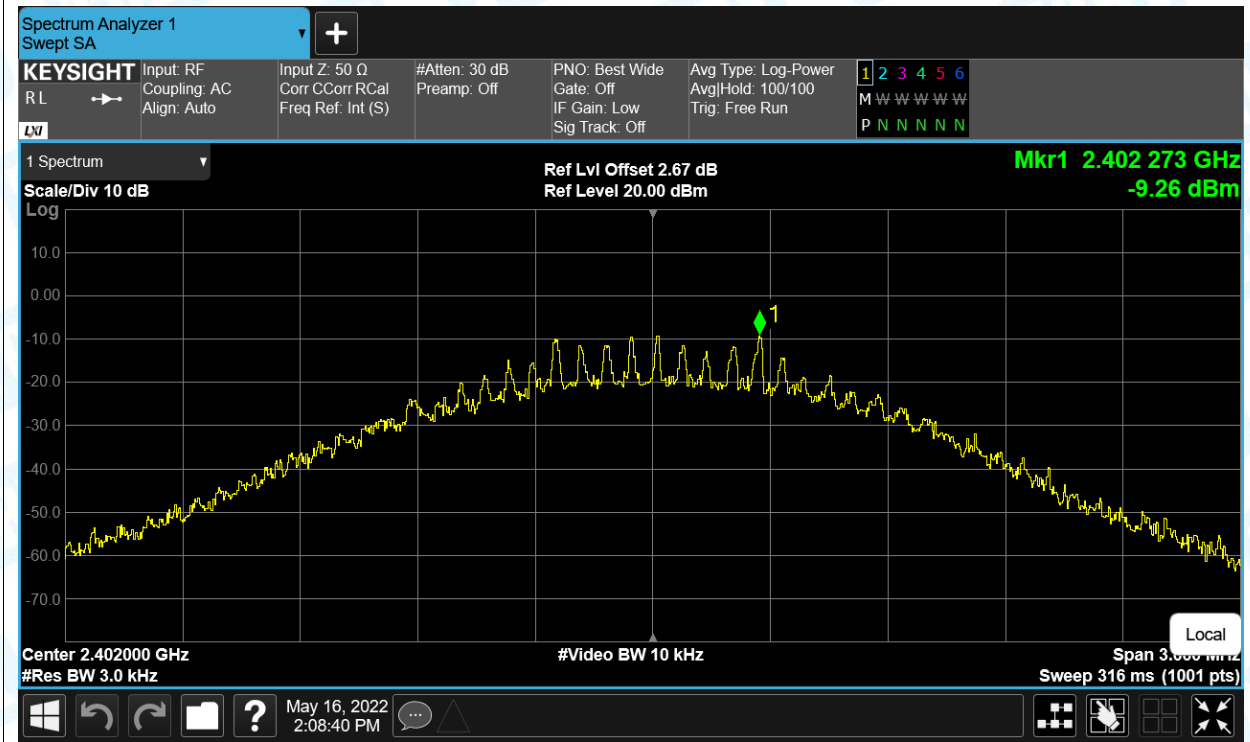 Spectrum Analyzer 1
Swept SA
KEYSIGHT
R L
LXI
Input: RF
Coupling: AC
Align: Auto
Input Z: 50 Ω
Corr CCorr RCal
Freq Ref: Int (S)
#Atten: 30 dB
Preamp: Off
PNO: Best Wide
Gate: Off
IF Gain: Low
Sig Track: Off
Avg Type: Log-Power
Avg|Hold: 100/100
Trig: Free Run
1 2 3 4 5 6
M W W W W W
P N N N N N
1 Spectrum
Scale/Div 10 dB
Log
Ref Lvl Offset 2.67 dB
Ref Level 20.00 dBm
Mkr1 2.402 273 GHz
-9.26 dBm
10.0
0.00
-10.0
-20.0
-30.0
-40.0
-50.0
-60.0
-70.0
1
Local
Center 2.402000 GHz
#Res BW 3.0 kHz
#Video BW 10 kHz
Span
Sweep 316 ms (1001 pts)
?
May 16, 2022
2:08:40 PM